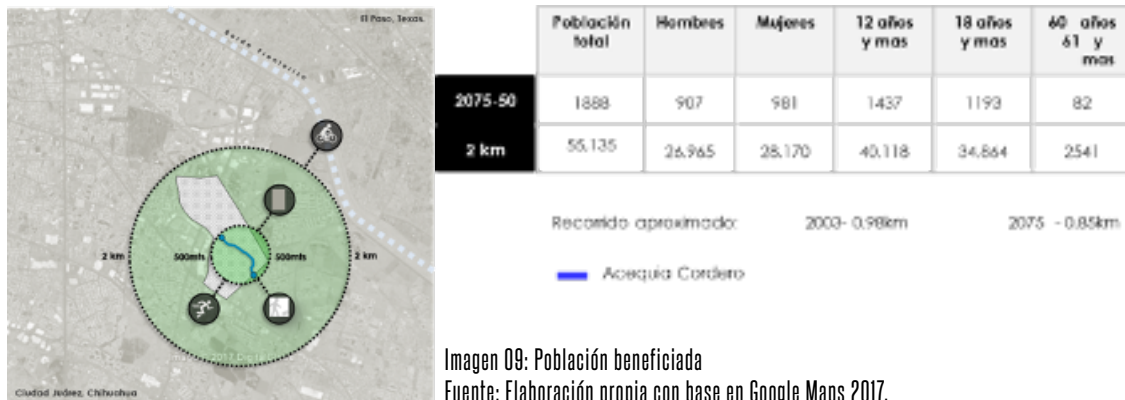 El Paso, Texas.
2 km
500mts
500mts
2 km
Ciudad Juárez, Chihuahua
Población total Hombres Mujeres 12 años y mas 18 años y mas 60 años 61 y mas
2075-50 1888 907 981 1437 1193 82
2 km 55,135 26,965 28,170 40,118 34,864 2541
Recorrido aproximado: 2003- 0.98km 2075 - 0.85km
Acequia Cordero
Imagen 09: Población beneficiada
Fuente: Elaboración propia con base en Google Maps 2017.